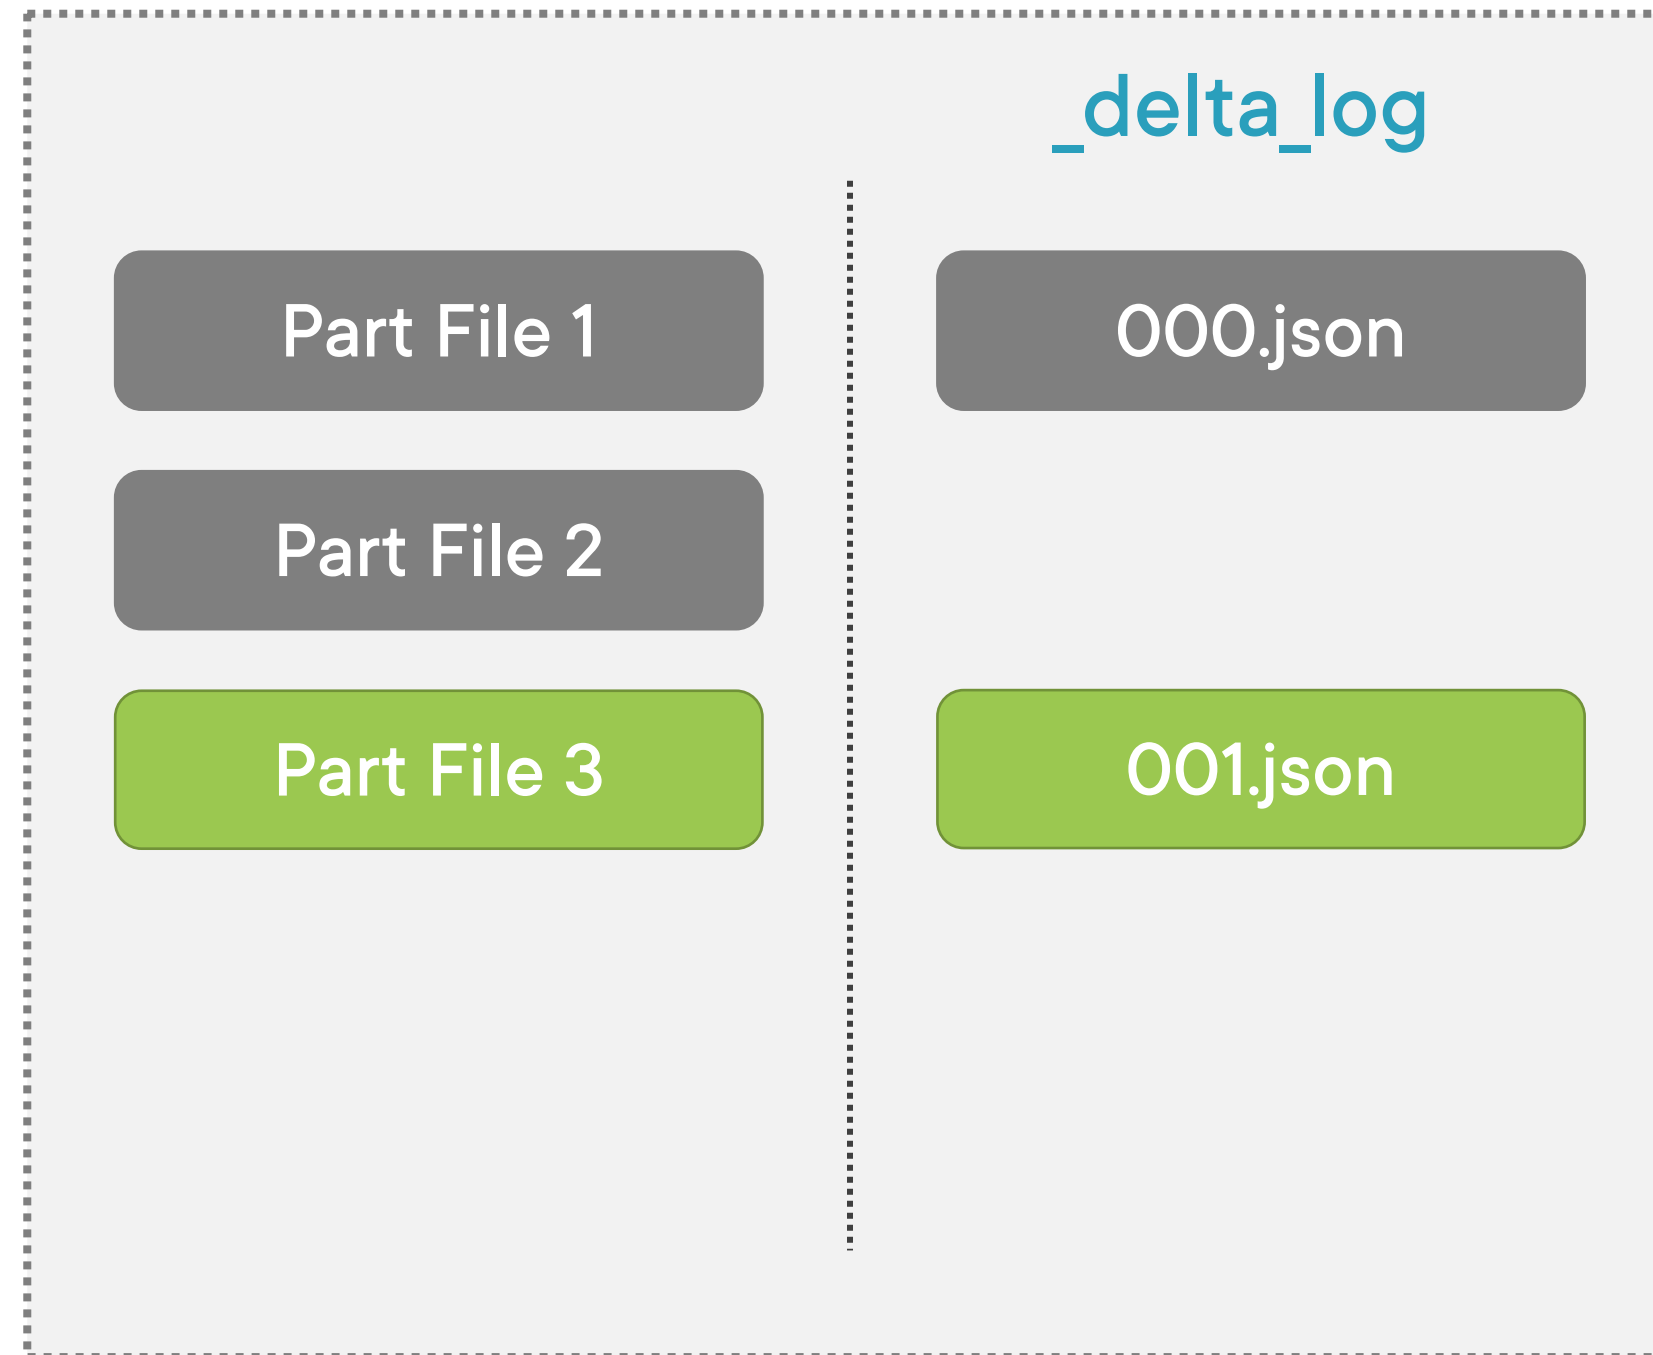 _delta_log
Part File 1
000.json
Part File 2
Part File 3
001.json